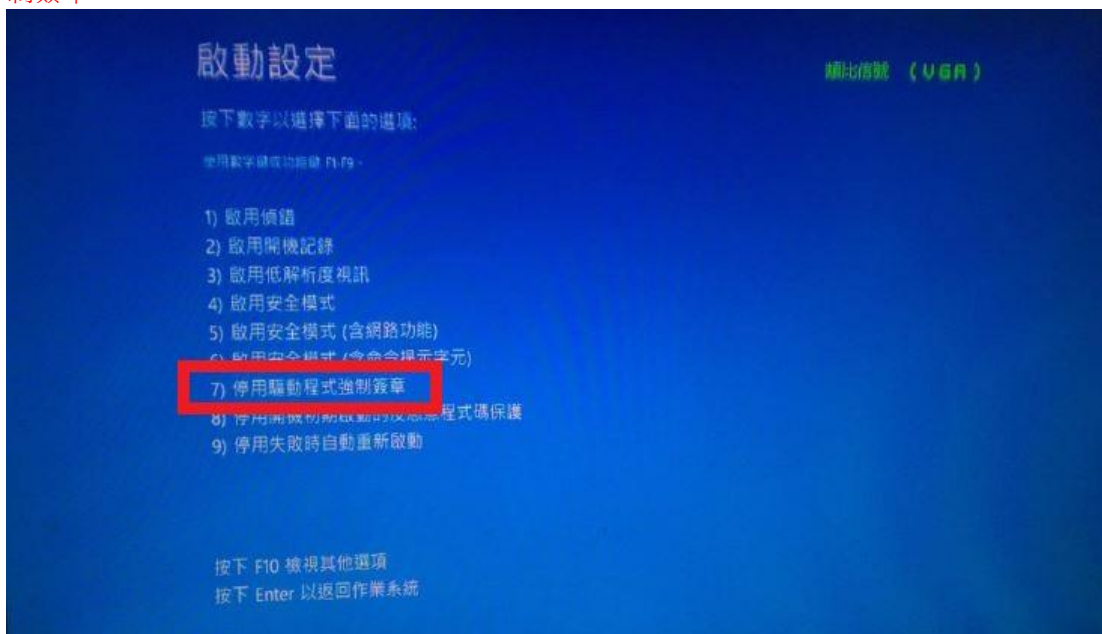 啟動設定
類比信號 (VGA)
按下數字以選擇下面的選項:
使用數字鍵或功能鍵 F1-F9。
1) 啟用偵錯
2) 啟用開機記錄
3) 啟用低解析度視訊
4) 啟用安全模式
5) 啟用安全模式 (含網路功能)
6) 啟用安全模式 (含命令提示字元)
7) 停用驅動程式強制簽章
8) 停用開機初期啟動的反惡意程式碼保護
9) 停用失敗時自動重新啟動
按下 F10 檢視其他選項
按下 Enter 以返回作業系統